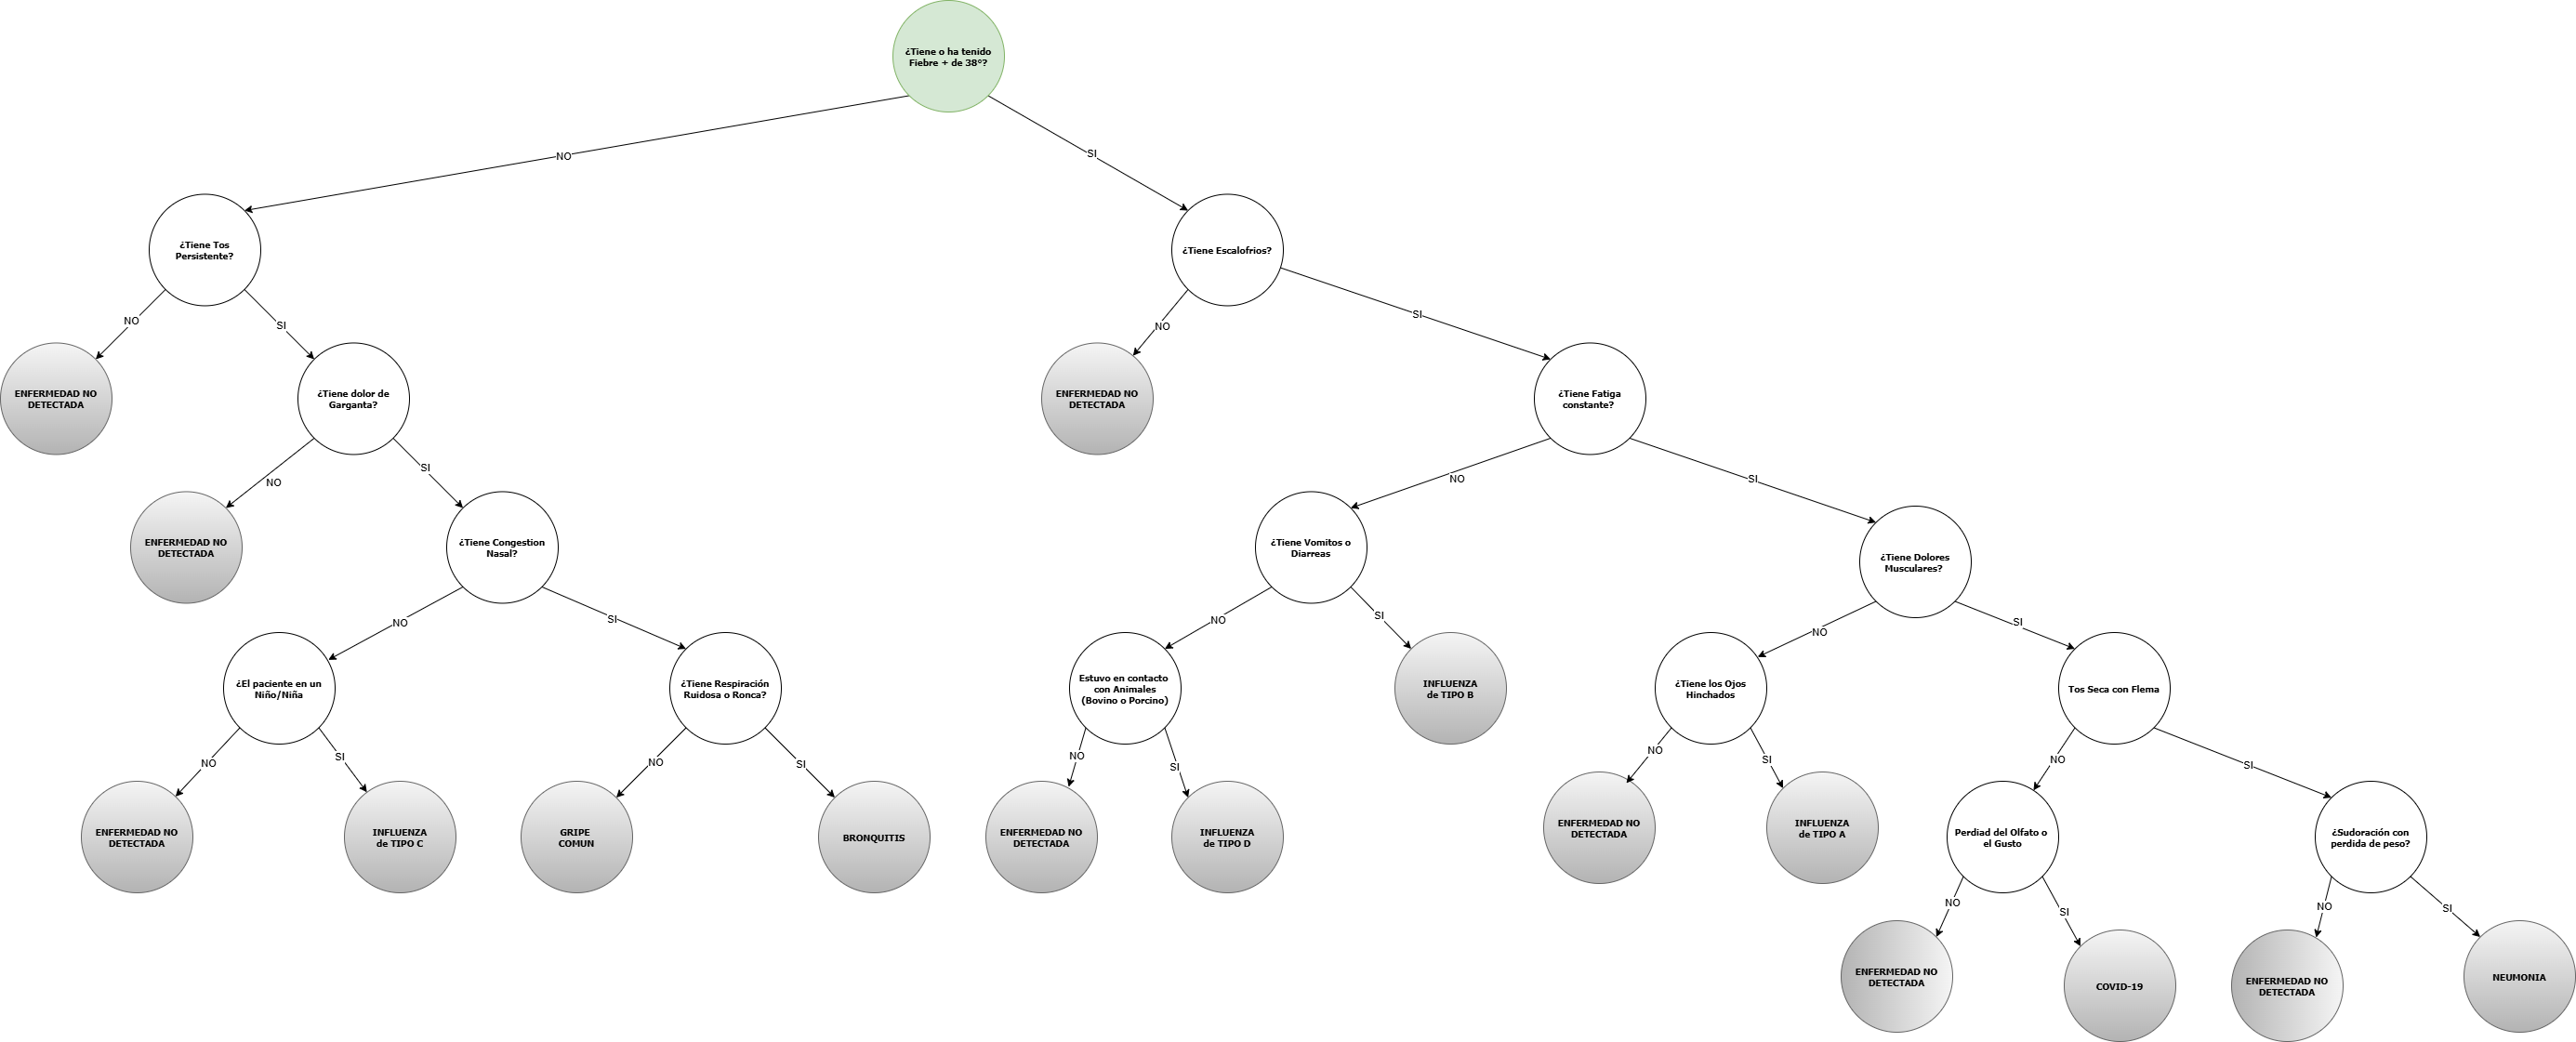 ¿Tiene o ha tenido
Fiebre + de 38°?
NO
SI
¿Tiene Tos
Persistente?
¿Tiene Escalofrios?
NO
SI
NO
SI
ENFERMEDAD NO
DETECTADA
¿Tiene dolor de
Garganta?
ENFERMEDAD NO
DETECTADA
¿Tiene Fatiga
constante?
NO
SI
NO
SI
ENFERMEDAD NO
DETECTADA
¿Tiene Congestion
Nasal?
¿Tiene Vomitos o
Diarreas
¿Tiene Dolores
Musculares?
NO
SI
NO
SI
NO
SI
¿El paciente en un
Niño/Niña
¿Tiene Respiración
Ruidosa o Ronca?
Estuvo en contacto
con Animales
(Bovino o Porcino)
INFLUENZA
de TIPO B
¿Tiene los Ojos
Hinchados
Tos Seca con Flema
NO
SI
NO
SI
NO
SI
NO
SI
NO
SI
ENFERMEDAD NO
DETECTADA
INFLUENZA
de TIPO C
GRIPE
COMUN
BRONQUITIS
ENFERMEDAD NO
DETECTADA
INFLUENZA
de TIPO D
ENFERMEDAD NO
DETECTADA
INFLUENZA
de TIPO A
Perdiad del Olfato o
el Gusto
¿Sudoración con
perdida de peso?
NO
SI
NO
SI
ENFERMEDAD NO
DETECTADA
COVID-19
ENFERMEDAD NO
DETECTADA
NEUMONIA